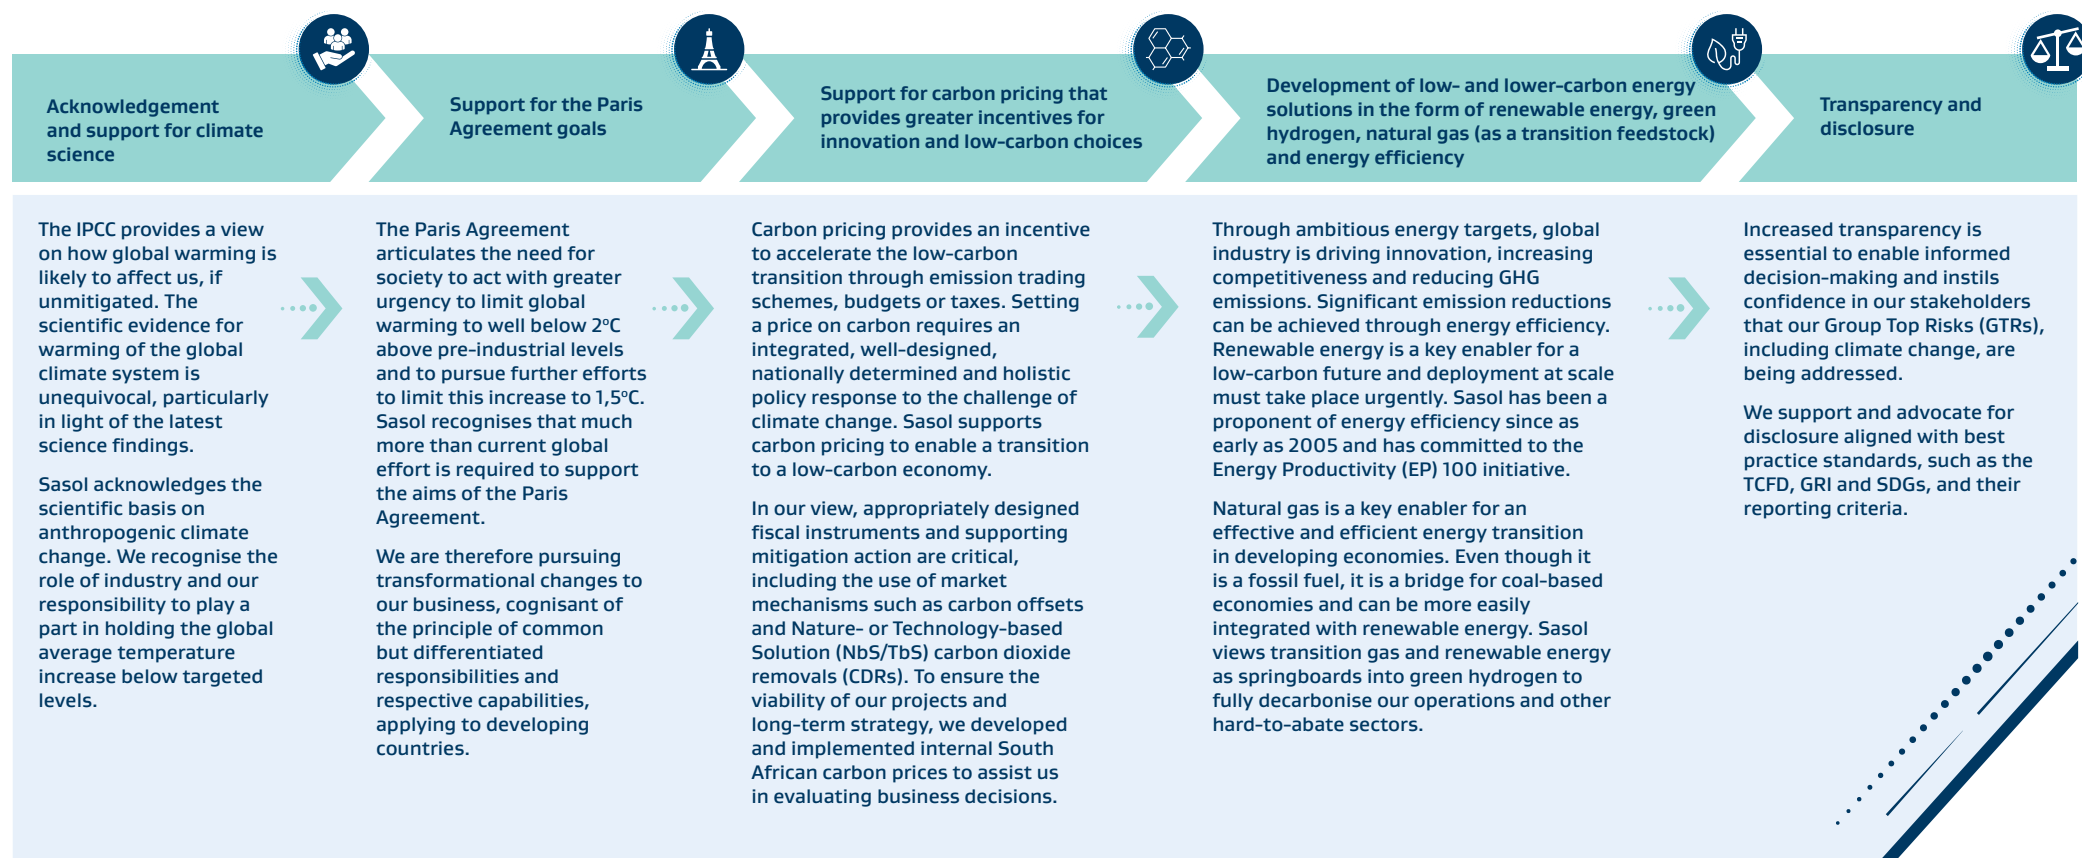 Acknowledgement
and support for climate
science
Support for the Paris
Agreement goals
Support for carbon pricing that
provides greater incentives for
innovation and low-carbon choices
Development of low- and lower-carbon energy
solutions in the form of renewable energy, green
hydrogen, natural gas (as a transition feedstock)
and energy efficiency
Transparency and
disclosure
The IPCC provides a view
on how global warming is
likely to affect us, if
unmitigated. The
scientific evidence for
warming of the global
climate system is
unequivocal, particularly
in light of the latest
science findings.
Sasol acknowledges the
scientific basis on
anthropogenic climate
change. We recognise the
role of industry and our
responsibility to play a
part in holding the global
average temperature
increase below targeted
levels.
The Paris Agreement
articulates the need for
society to act with greater
urgency to limit global
warming to well below 2ºC
above pre-industrial levels
and to pursue further efforts
to limit this increase to 1,5ºC.
Sasol recognises that much
more than current global
effort is required to support
the aims of the Paris
Agreement.
We are therefore pursuing
transformational changes to
our business, cognisant of
the principle of common
but differentiated
responsibilities and
respective capabilities,
applying to developing
countries.
Carbon pricing provides an incentive
to accelerate the low-carbon
transition through emission trading
schemes, budgets or taxes. Setting
a price on carbon requires an
integrated, well-designed,
nationally determined and holistic
policy response to the challenge of
climate change. Sasol supports
carbon pricing to enable a transition
to a low-carbon economy.
In our view, appropriately designed
fiscal instruments and supporting
mitigation action are critical,
including the use of market
mechanisms such as carbon offsets
and Nature- or Technology-based
Solution (NbS/TbS) carbon dioxide
removals (CDRs). To ensure the
viability of our projects and
long-term strategy, we developed
and implemented internal South
African carbon prices to assist us
in evaluating business decisions.
Through ambitious energy targets, global
industry is driving innovation, increasing
competitiveness and reducing GHG
emissions. Significant emission reductions
can be achieved through energy efficiency.
Renewable energy is a key enabler for a
low-carbon future and deployment at scale
must take place urgently. Sasol has been a
proponent of energy efficiency since as
early as 2005 and has committed to the
Energy Productivity (EP) 100 initiative.
Natural gas is a key enabler for an
effective and efficient energy transition
in developing economies. Even though it
is a fossil fuel, it is a bridge for coal-based
economies and can be more easily
integrated with renewable energy. Sasol
views transition gas and renewable energy
as springboards into green hydrogen to
fully decarbonise our operations and other
hard-to-abate sectors.
Increased transparency is
essential to enable informed
decision-making and instils
confidence in our stakeholders
that our Group Top Risks (GTRs),
including climate change, are
being addressed.
We support and advocate for
disclosure aligned with best
practice standards, such as the
TCFD, GRI and SDGs, and their
reporting criteria.